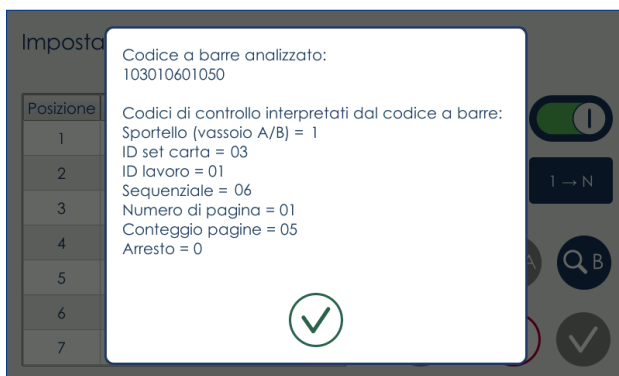 Imposta
Codice a barre analizzato:
103010601050
Codici di controllo interpretati dal codice a barre:
Sportello (vassoio A/B) = 1
ID set carta = 03
ID lavoro = 01
Sequenziale = 06
Numero di pagina = 01
Conteggio pagine = 05
Arresto = 0
Posizione
1
2
3
4
5
6
7
1 → N
A
B